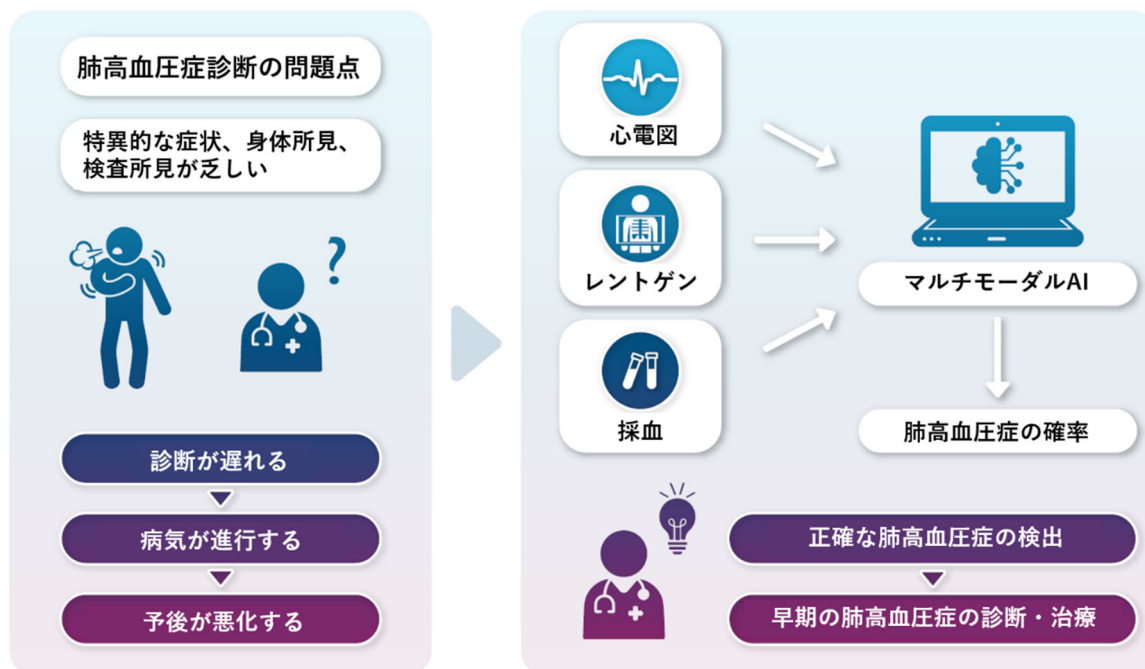 肺高血圧症診断の問題点
特異的な症状、身体所見、
検査所見が乏しい
?
診断が遅れる
病気が進行する
予後が悪化する
心電図
レントゲン
採血
マルチモーダルAI
肺高血圧症の確率
正確な肺高血圧症の検出
早期の肺高血圧症の診断・治療